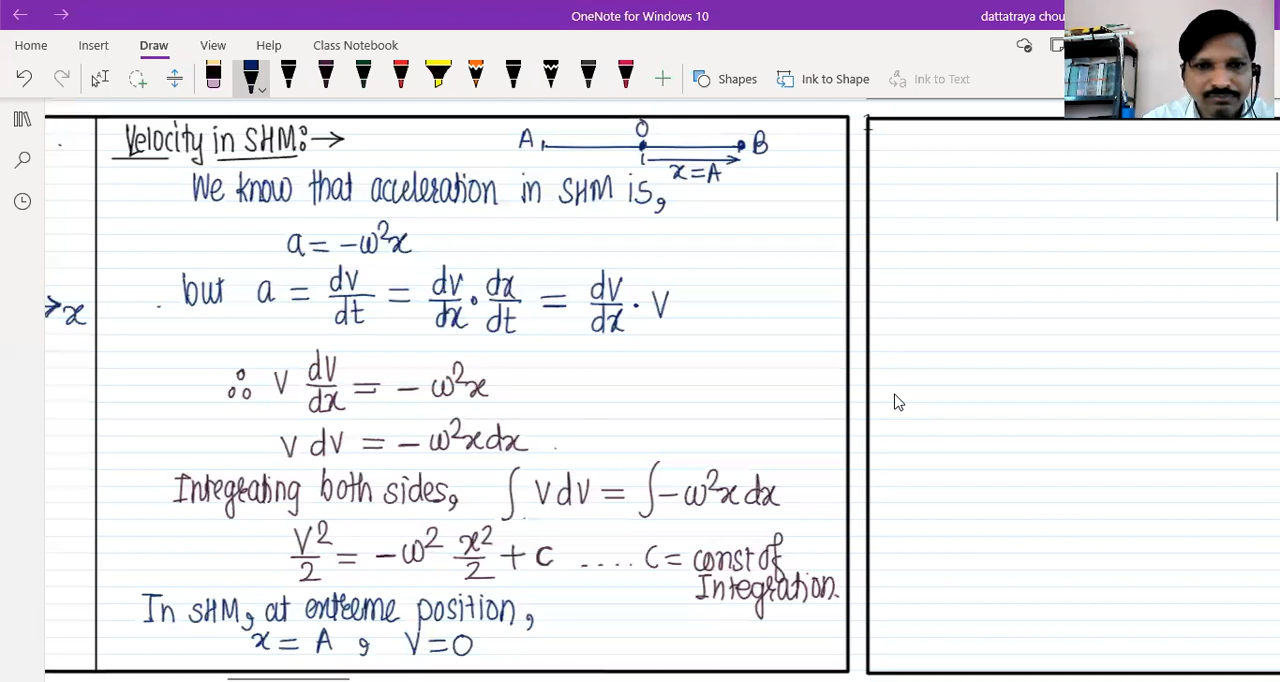 OneNote for Windows 10
dattatraya chou
Home Insert Draw View Help Class Notebook
Shapes Ink to Shape Ink to Text
Velocity in SHM:→
A O B
x=A
We know that acceleration in SHM is,
a = -ω²x
but a = dv/dt = dv/dx · dx/dt = dv/dx · V
x
∴ V dv/dx = - ω²x
V dv = - ω²x dx
Integrating both sides, ∫ V dv = ∫ -ω²x dx
V²/2 = -ω² x²/2 + C .... C = const of
Integration.
In SHM, at extreme position,
x = A , V = 0